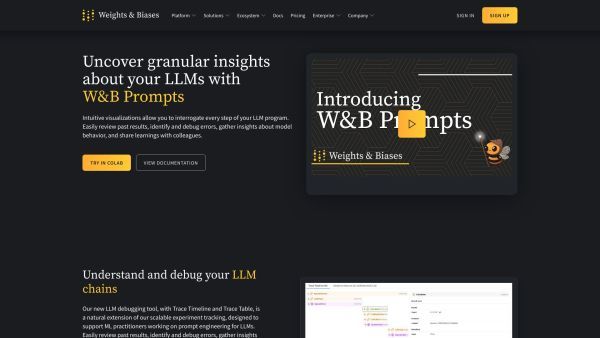 Weights & Biases
Platform
Solutions
Ecosystem
Docs
Pricing
Enterprise
Company
SIGN IN
SIGN UP
Uncover granular insights
about your LLMs with
W&B Prompts
Intuitive visualizations allow you to interrogate every step of your LLM program.
Easily review past results, identify and debug errors, gather insights about model
behavior, and share learnings with colleagues.
TRY IN COLAB
VIEW DOCUMENTATION
Introducing
W&B Prompts
Weights & Biases
Understand and debug your LLM
chains
Our new LLM debugging tool, with Trace Timeline and Trace Table, is
a natural extension of our scalable experiment tracking, designed to
support ML practitioners working on prompt engineering for LLMs.
Easily review past results, identify and debug errors, gather insights